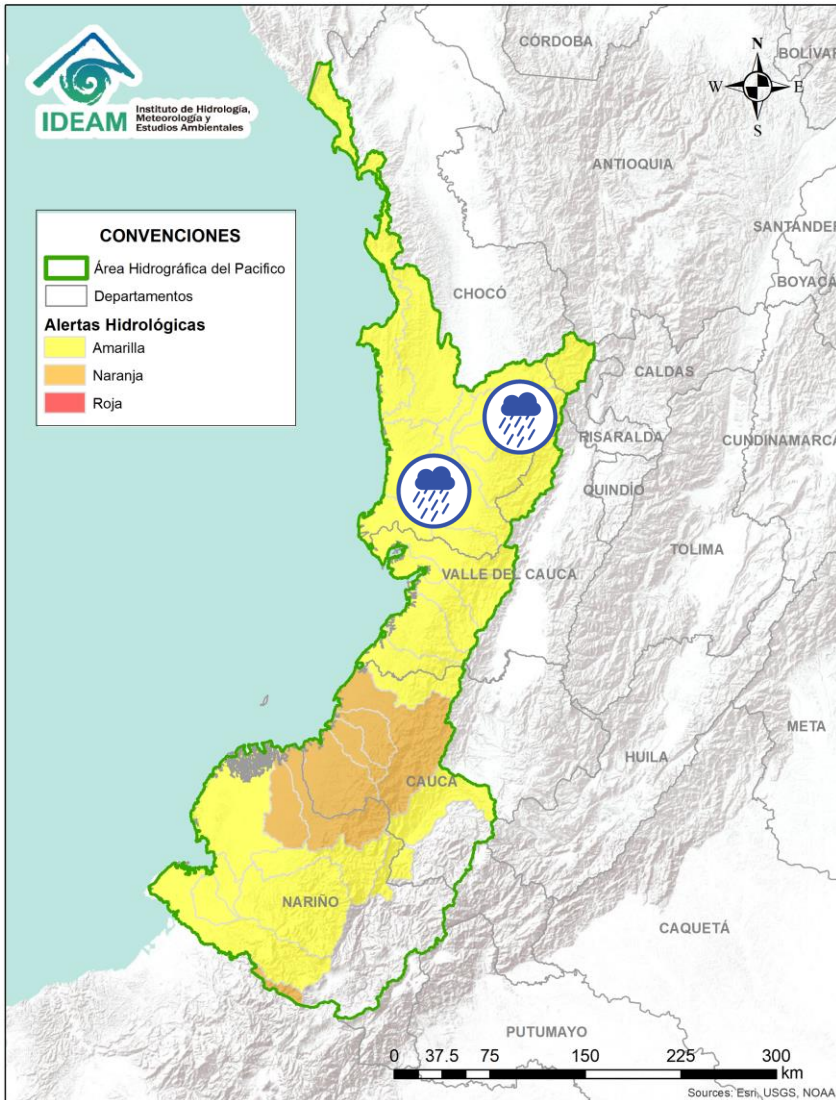 IDEAM
Instituto de Hidrología,
Meteorología y
Estudios Ambientales
CÓRDOBA
BOLÍVAR
N
W
E
S
ANTIOQUIA
SANTANDER
BOYACÁ
CONVENCIONES
Área Hidrográfica del Pacifico
Departamentos
Alertas Hidrológicas
Amarilla
Naranja
Roja
CHOCÓ
CALDAS
RISARALDA
CUNDINAMARCA
QUINDÍO
TOLIMA
VALLE DEL CAUCA
META
HUILA
CAUCA
NARIÑO
CAQUETÁ
PUTUMAYO
0 37.5 75 150 225 300
km
Sources: Esri, USGS, NOAA